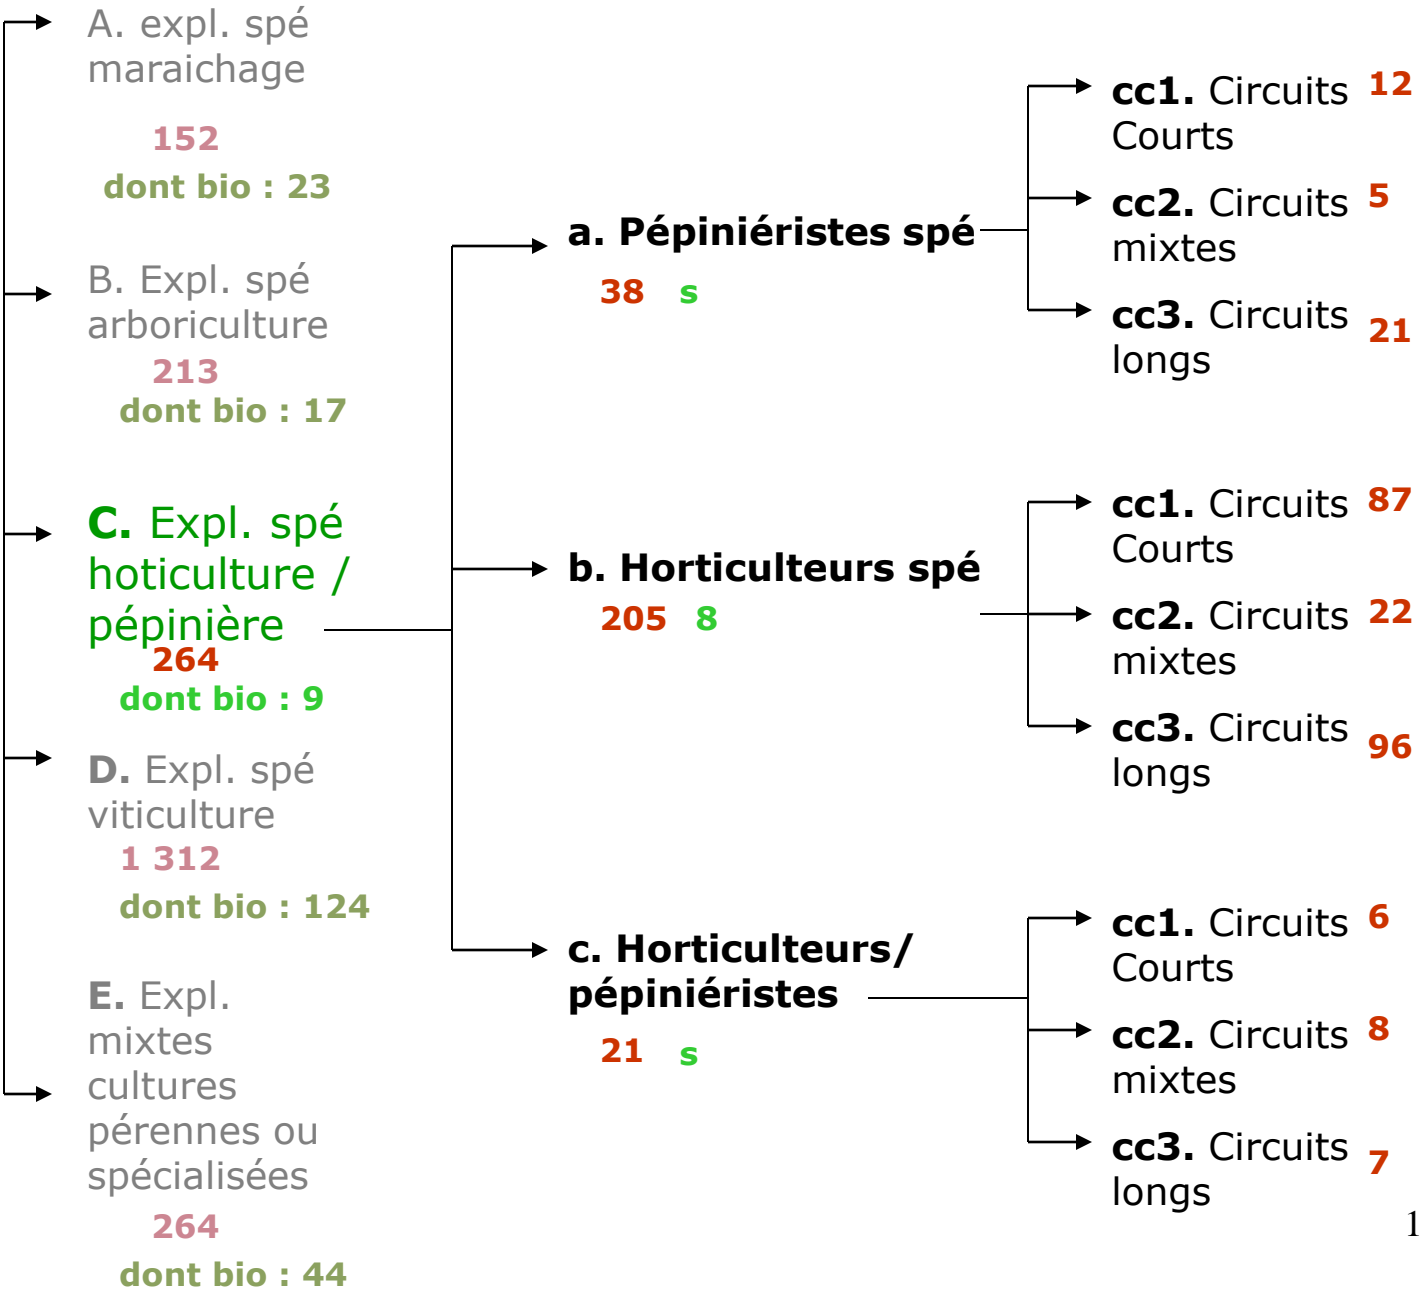 A. expl. spé
maraichage
152
dont bio : 23
B. Expl. spé
arboriculture
213
dont bio : 17
C. Expl. spé
hoticulture /
pépinière
264
dont bio : 9
D. Expl. spé
viticulture
1 312
dont bio : 124
E. Expl.
mixtes
cultures
pérennes ou
spécialisées
264
dont bio : 44
a. Pépiniéristes spé
38 s
cc1. Circuits 12
Courts
cc2. Circuits 5
mixtes
cc3. Circuits 21
longs
b. Horticulteurs spé
205 8
cc1. Circuits 87
Courts
cc2. Circuits 22
mixtes
cc3. Circuits 96
longs
c. Horticulteurs/
pépiniéristes
21 s
cc1. Circuits 6
Courts
cc2. Circuits 8
mixtes
cc3. Circuits 7
longs
1